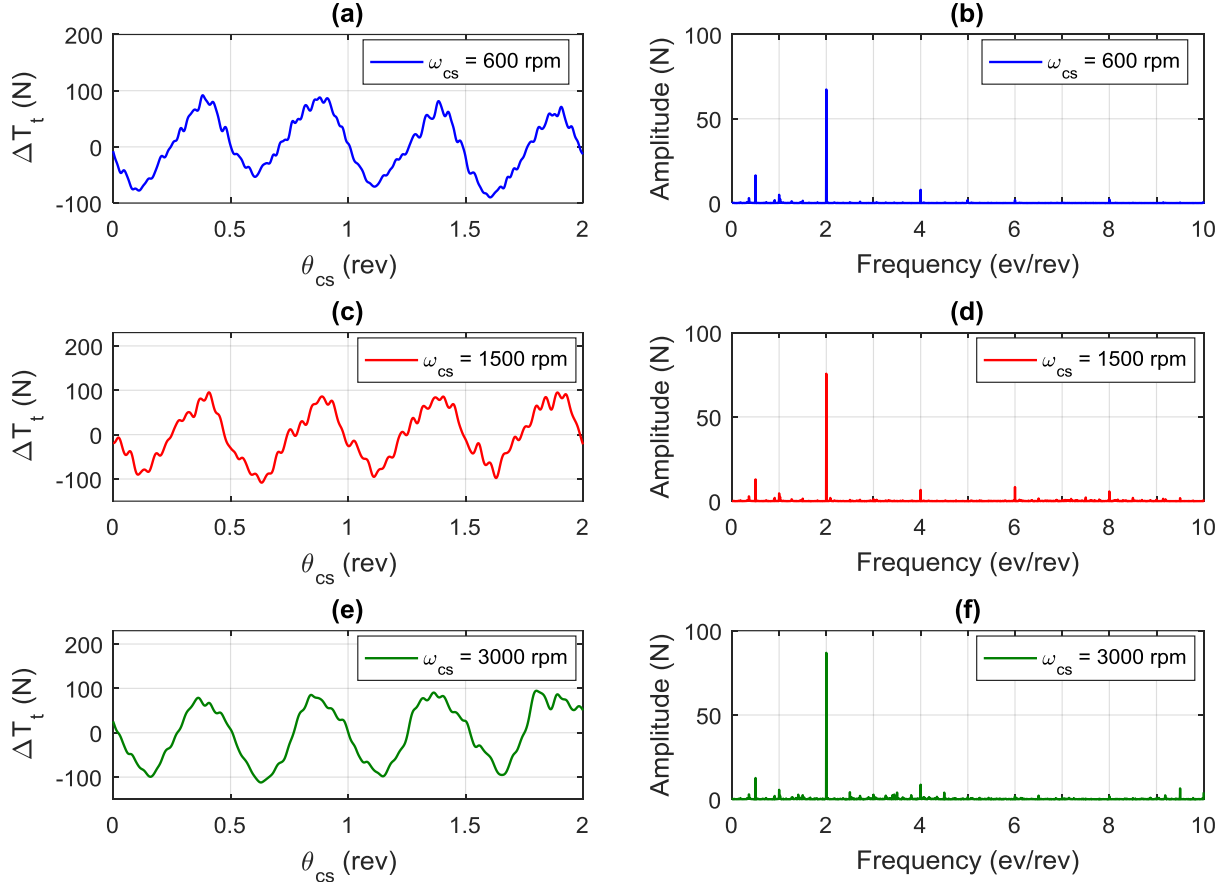 (a)
200
100
0
-100
ΔT_t (N)
ω_cs = 600 rpm
0 0.5 1 1.5 2
θ_cs (rev)
(b)
100
50
0
Amplitude (N)
ω_cs = 600 rpm
0 2 4 6 8 10
Frequency (ev/rev)
(c)
200
100
0
-100
ΔT_t (N)
ω_cs = 1500 rpm
0 0.5 1 1.5 2
θ_cs (rev)
(d)
100
50
0
Amplitude (N)
ω_cs = 1500 rpm
0 2 4 6 8 10
Frequency (ev/rev)
(e)
200
100
0
-100
ΔT_t (N)
ω_cs = 3000 rpm
0 0.5 1 1.5 2
θ_cs (rev)
(f)
100
50
0
Amplitude (N)
ω_cs = 3000 rpm
0 2 4 6 8 10
Frequency (ev/rev)